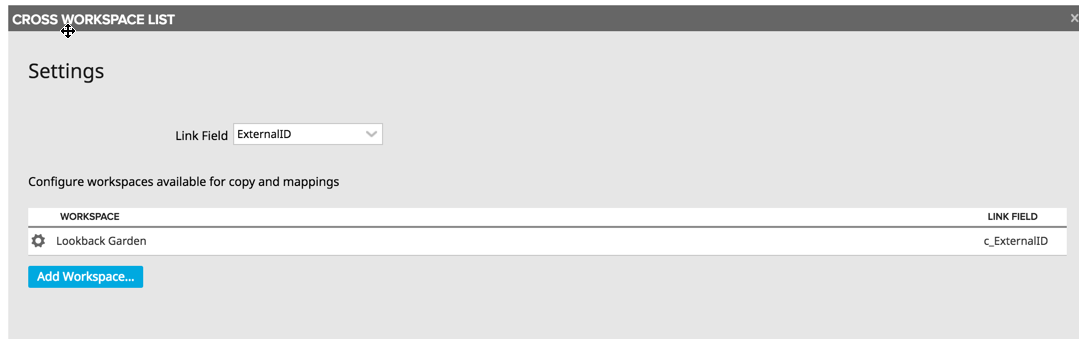 CROSS WORKSPACE LIST
Settings
Link Field ExternalID
Configure workspaces available for copy and mappings
WORKSPACE LINK FIELD
Lookback Garden c_ExternalID
Add Workspace...